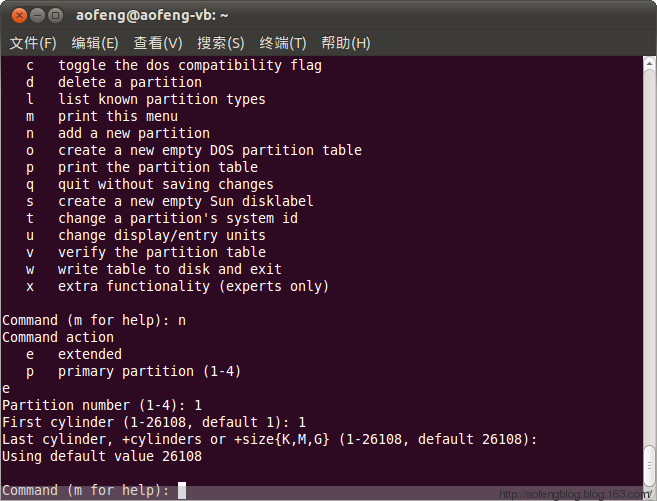 aofeng@aofeng-vb: ~
文件(F) 编辑(E) 查看(V) 搜索(S) 终端(T) 帮助(H)
c toggle the dos compatibility flag
d delete a partition
l list known partition types
m print this menu
n add a new partition
o create a new empty DOS partition table
p print the partition table
q quit without saving changes
s create a new empty Sun disklabel
t change a partition's system id
u change display/entry units
v verify the partition table
w write table to disk and exit
x extra functionality (experts only)
Command (m for help): n
Command action
e extended
p primary partition (1-4)
e
Partition number (1-4): 1
First cylinder (1-26108, default 1): 1
Last cylinder, +cylinders or +size{K,M,G} (1-26108, default 26108):
Using default value 26108
Command (m for help):
http://aofengblog.blog.163.com/